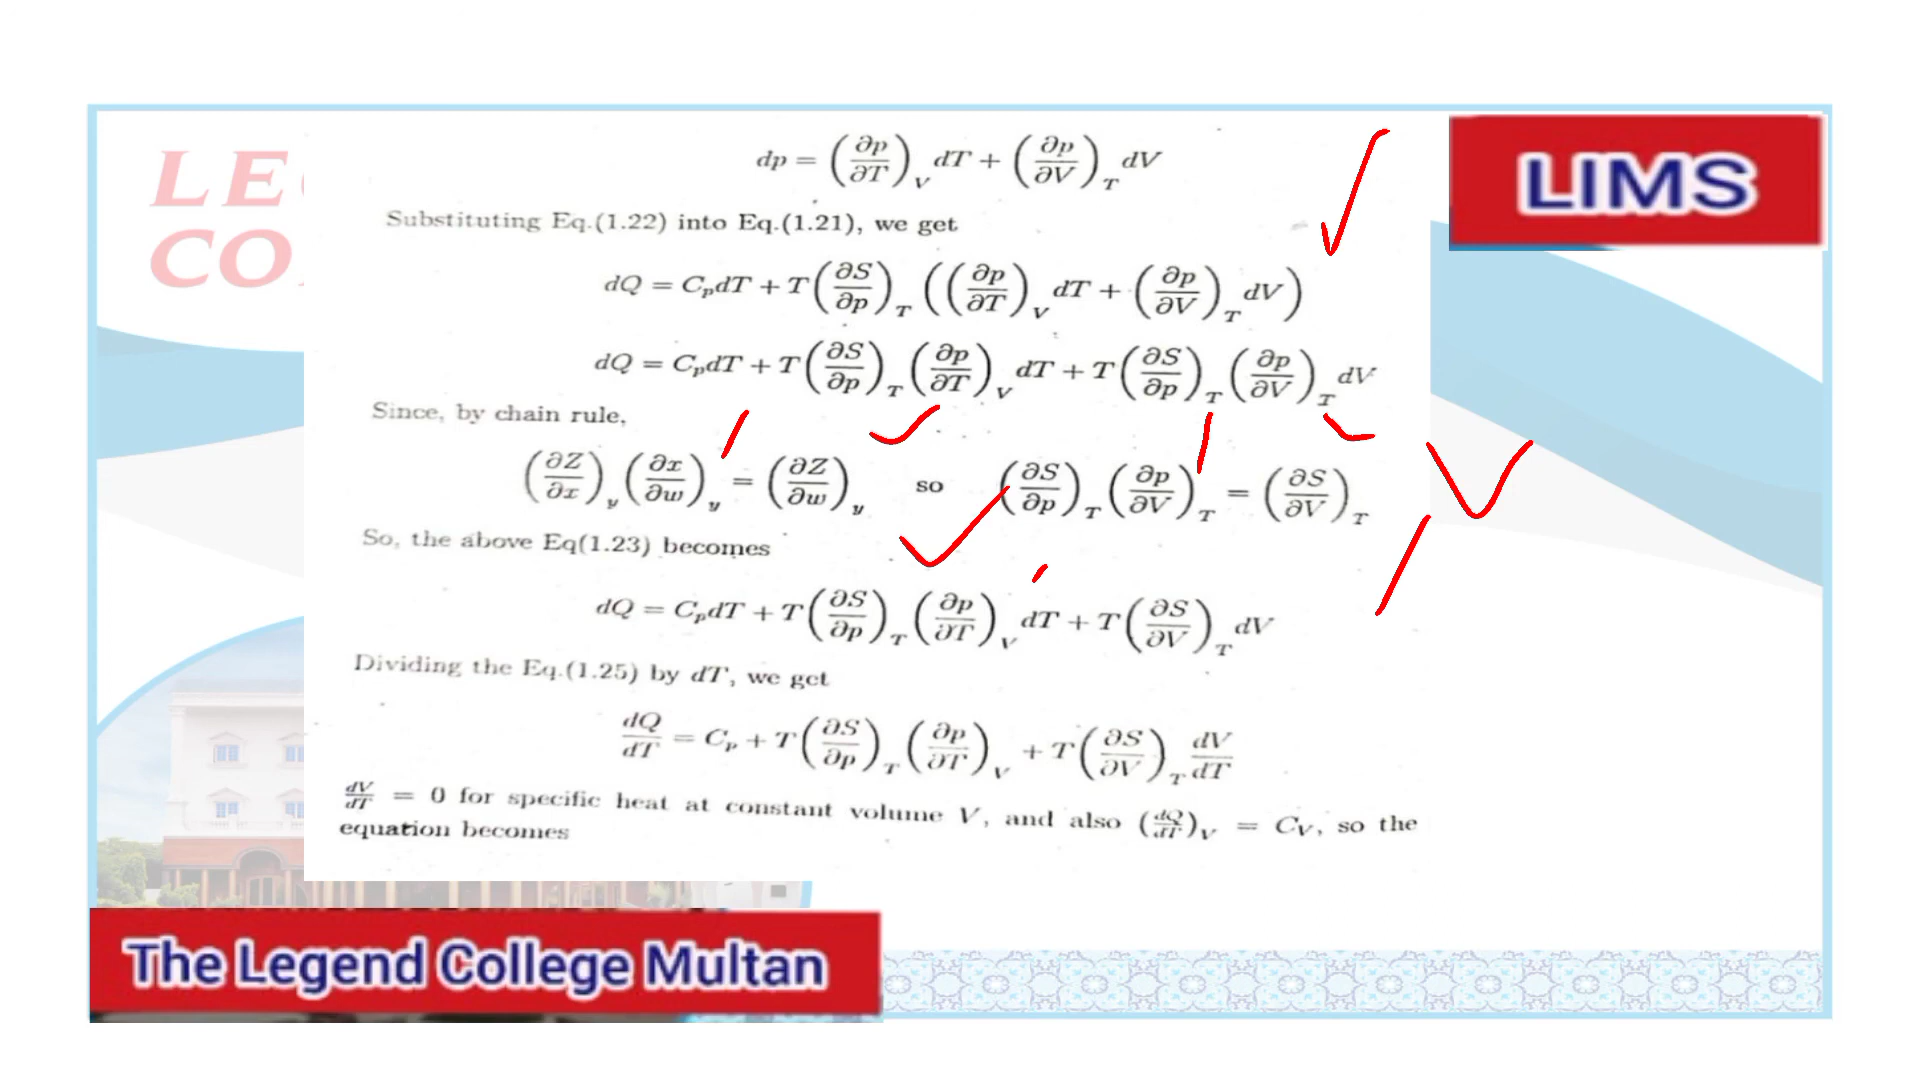 LE
CO
LIMS
dp = (∂p/∂T)_V dT + (∂p/∂V)_T dV
Substituting Eq.(1.22) into Eq.(1.21), we get
dQ = C_p dT + T(∂S/∂p)_T ((∂p/∂T)_V dT + (∂p/∂V)_T dV)
dQ = C_p dT + T(∂S/∂p)_T (∂p/∂T)_V dT + T(∂S/∂p)_T (∂p/∂V)_T dV
Since, by chain rule,
(∂Z/∂x)_y (∂x/∂w)_y = (∂Z/∂w)_y so (∂S/∂p)_T (∂p/∂V)_T = (∂S/∂V)_T
So, the above Eq(1.23) becomes
dQ = C_p dT + T(∂S/∂p)_T (∂p/∂T)_V dT + T(∂S/∂V)_T dV
Dividing the Eq.(1.25) by dT, we get
dQ/dT = C_p + T(∂S/∂p)_T (∂p/∂T)_V + T(∂S/∂V)_T dV/dT
dV/dT = 0 for specific heat at constant volume V, and also (dQ/dT)_V = C_V, so the
equation becomes
The Legend College Multan